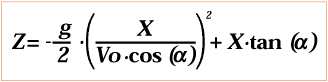 Z= - g/2 · (X / Vo·cos (α))² + X·tan (α)